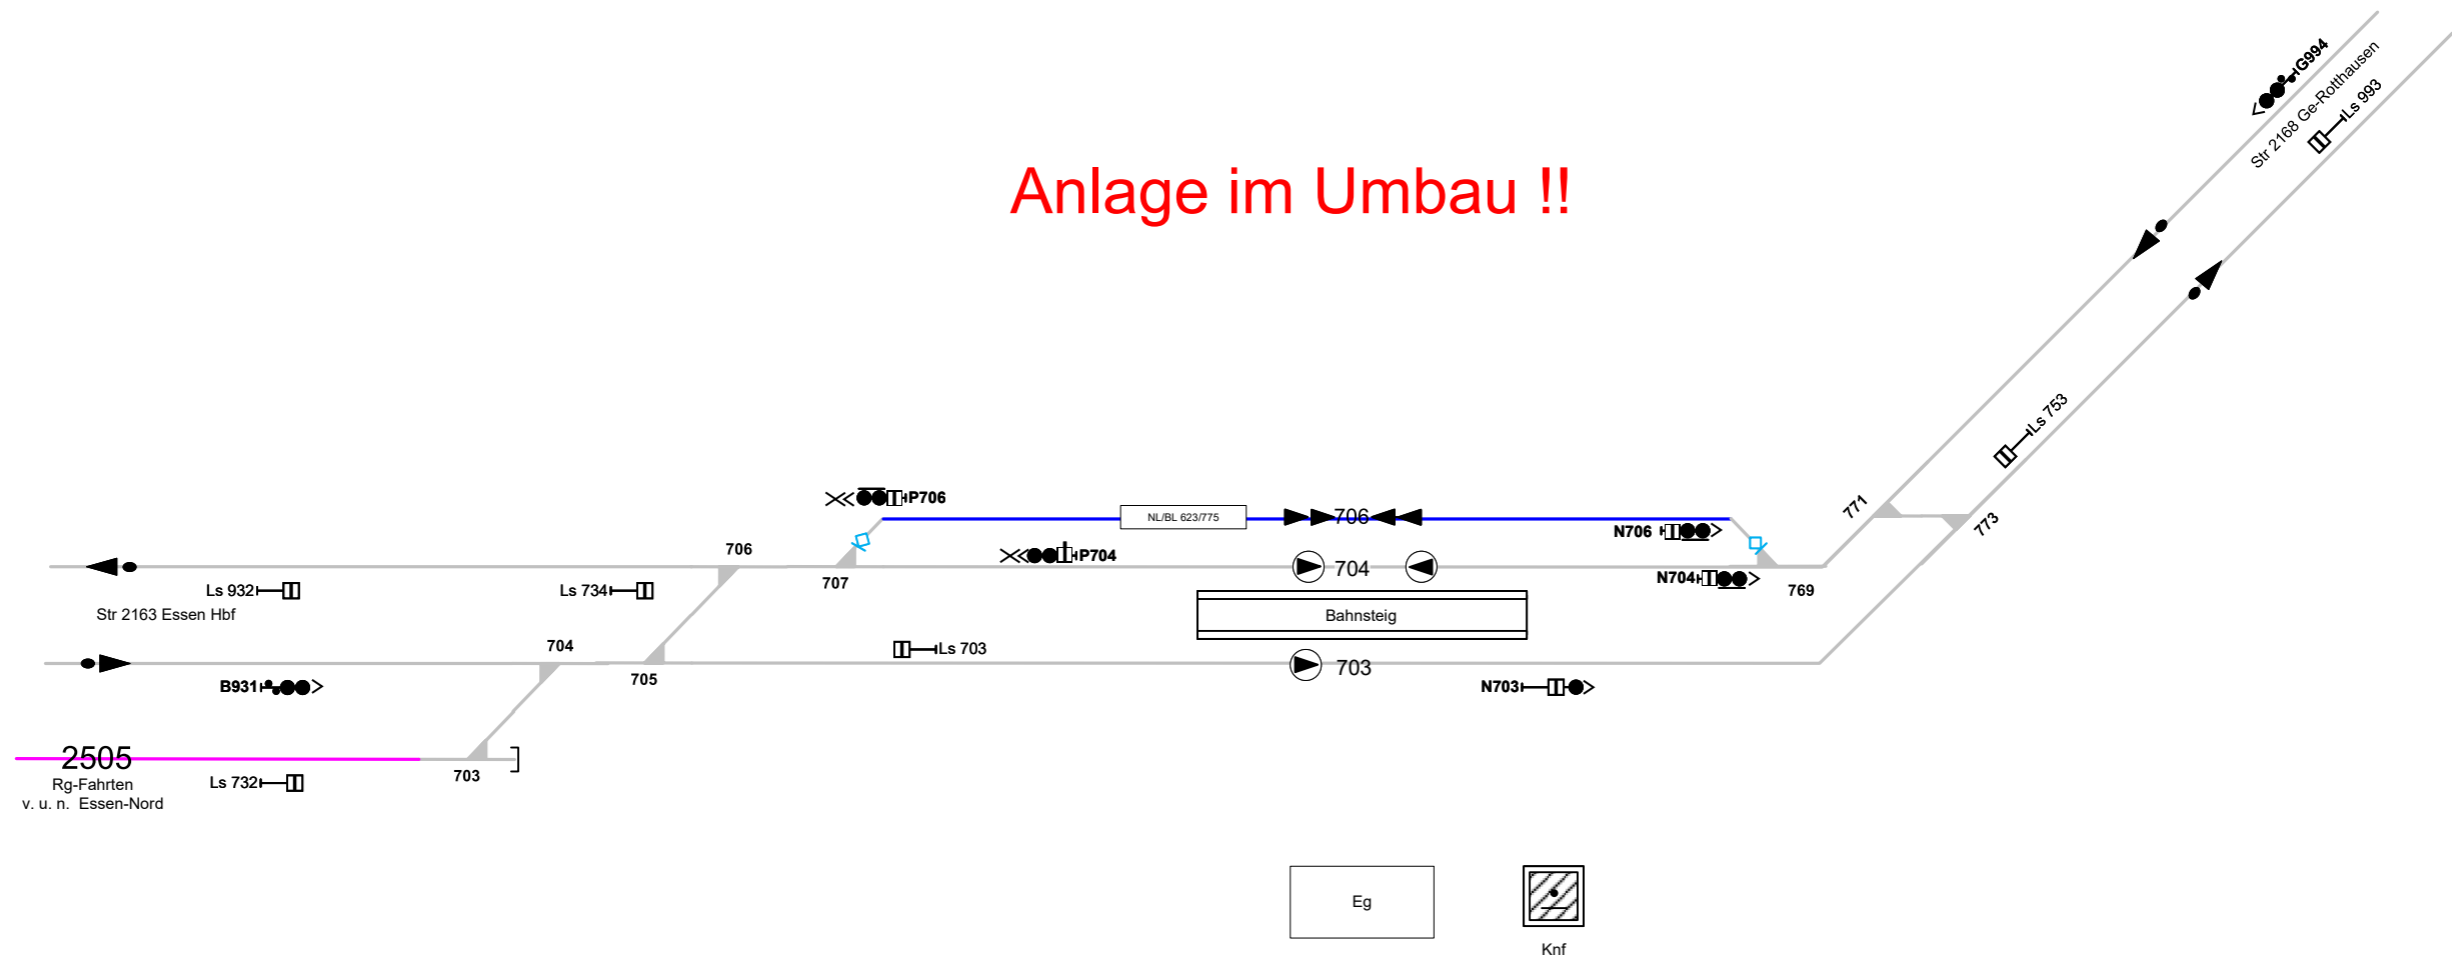 G994
Str 2168 Ge-Rotthausen
Ls 993
Anlage im Umbau !!
Ls 753
771
773
P706
NL/BL 623/775
706
N706
706
P704
707
704
N704
769
Ls 932
Ls 734
Str 2163 Essen Hbf
Bahnsteig
704
Ls 703
703
705
B931
N703
2505
Rg-Fahrten
v. u. n. Essen-Nord
Ls 732
703
Eg
Knf